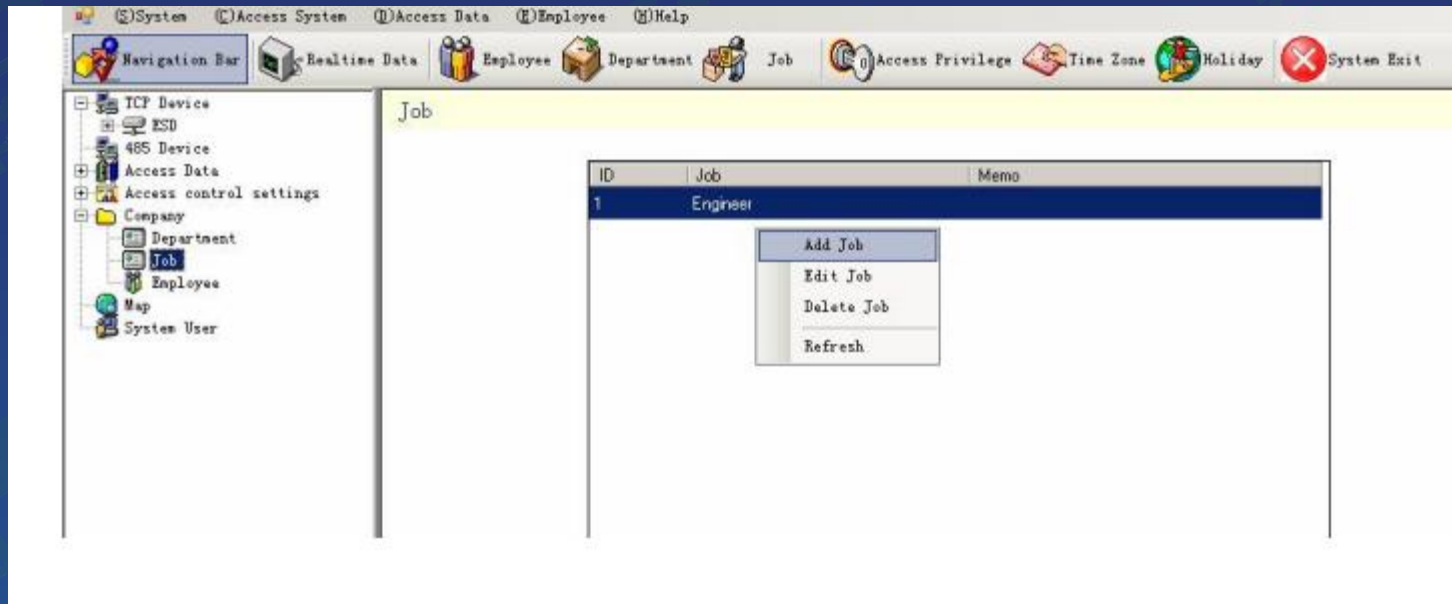 (S)System (C)Access System (D)Access Data (E)Employee (H)Help
Navigation Bar Realtime Data Employee Department Job Access Privilege Time Zone Holiday System Exit
TCP Device
ESD
485 Device
Access Data
Access control settings
Company
Department
Job
Employee
Map
System User
Job
ID Job Memo
1 Engineer
Add Job
Edit Job
Delete Job
Refresh